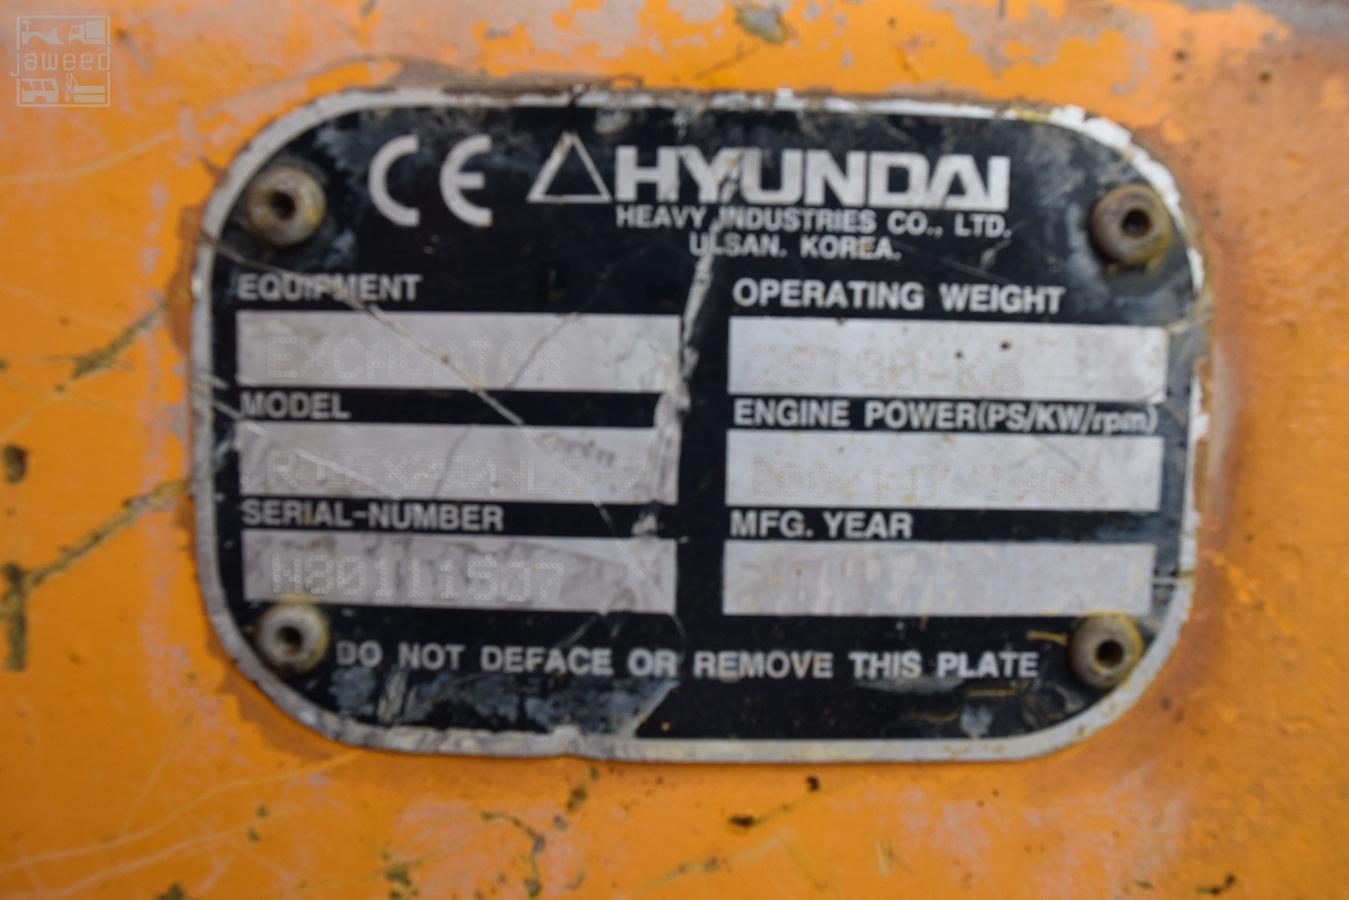 jaweed
CE HYUNDAI
HEAVY INDUSTRIES CO., LTD.
ULSAN. KOREA.
EQUIPMENT
EXCAVATOR
OPERATING WEIGHT
MODEL
ENGINE POWER(PS/KW/rpm)
SERIAL-NUMBER
N80111507
MFG. YEAR
DO NOT DEFACE OR REMOVE THIS PLATE